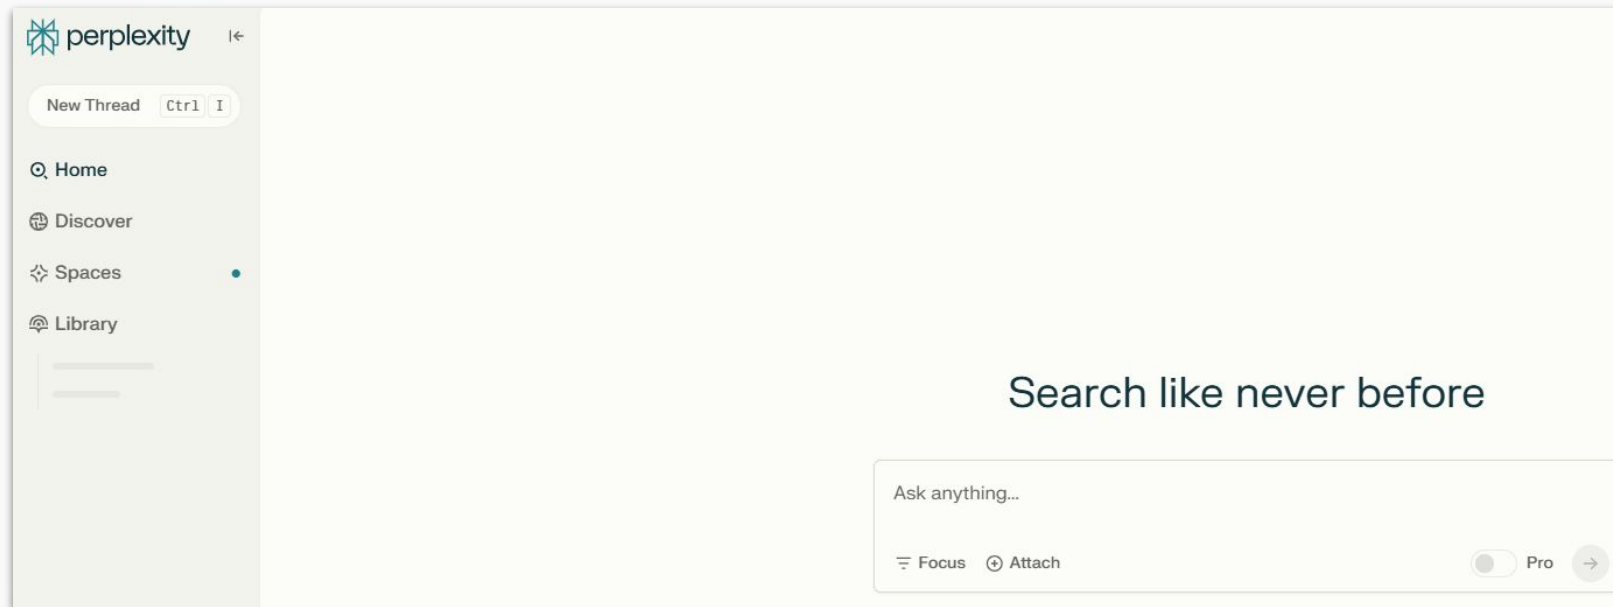 perplexity
New Thread Ctrl I
Home
Discover
Spaces
Library
Search like never before
Ask anything...
Focus Attach Pro